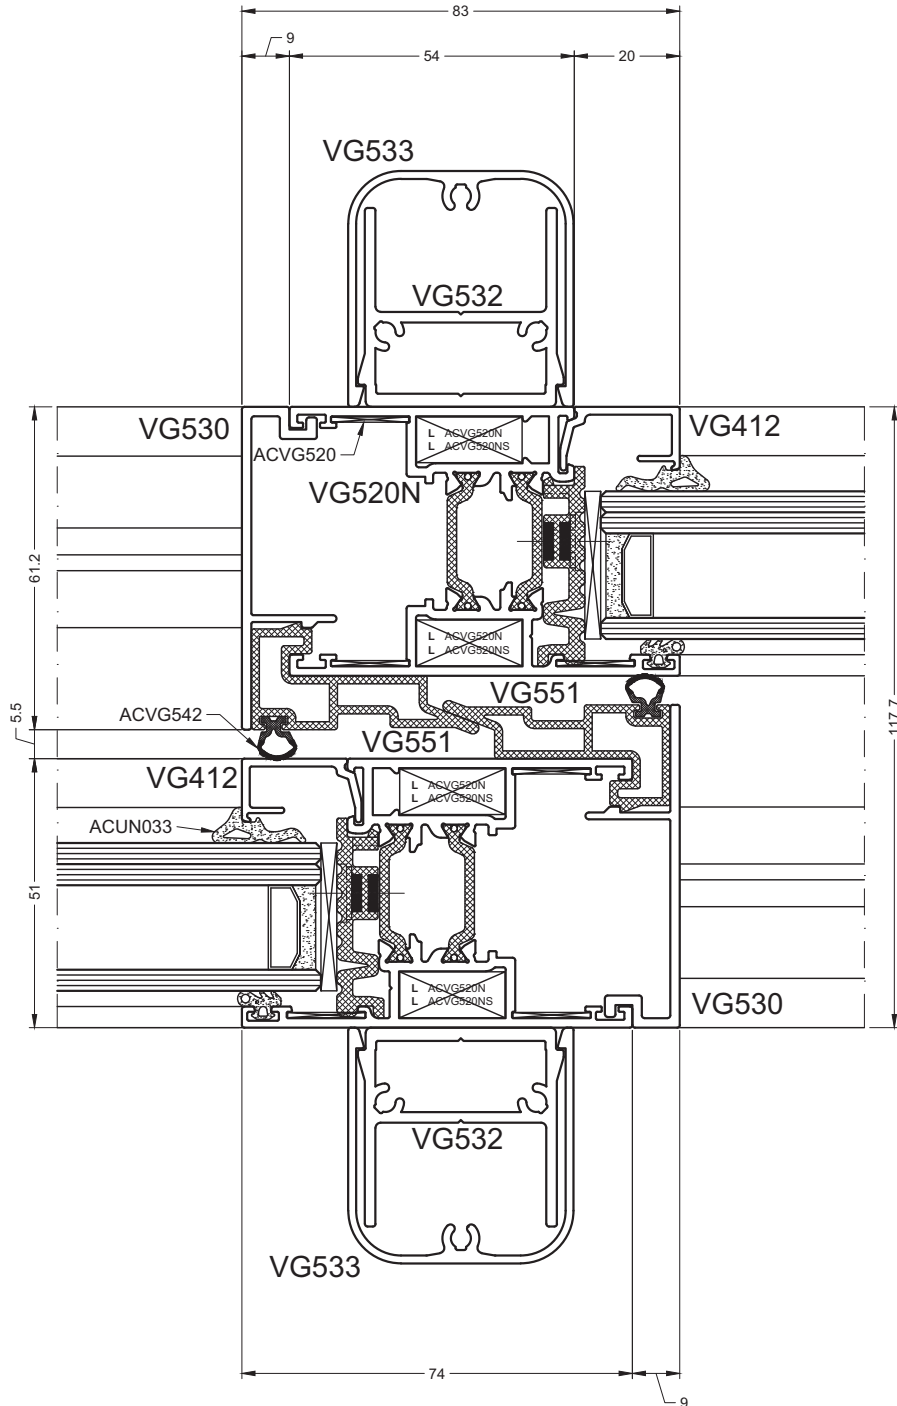 83
9
54
20
VG533
VG532
VG530
VG412
ACVG520
L ACVG520N
L ACVG520NS
VG520N
61.2
L ACVG520N
L ACVG520NS
VG551
5.5
ACVG542
VG551
117.7
VG412
L ACVG520N
L ACVG520NS
ACUN033
51
L ACVG520N
L ACVG520NS
VG530
VG532
VG533
74
9